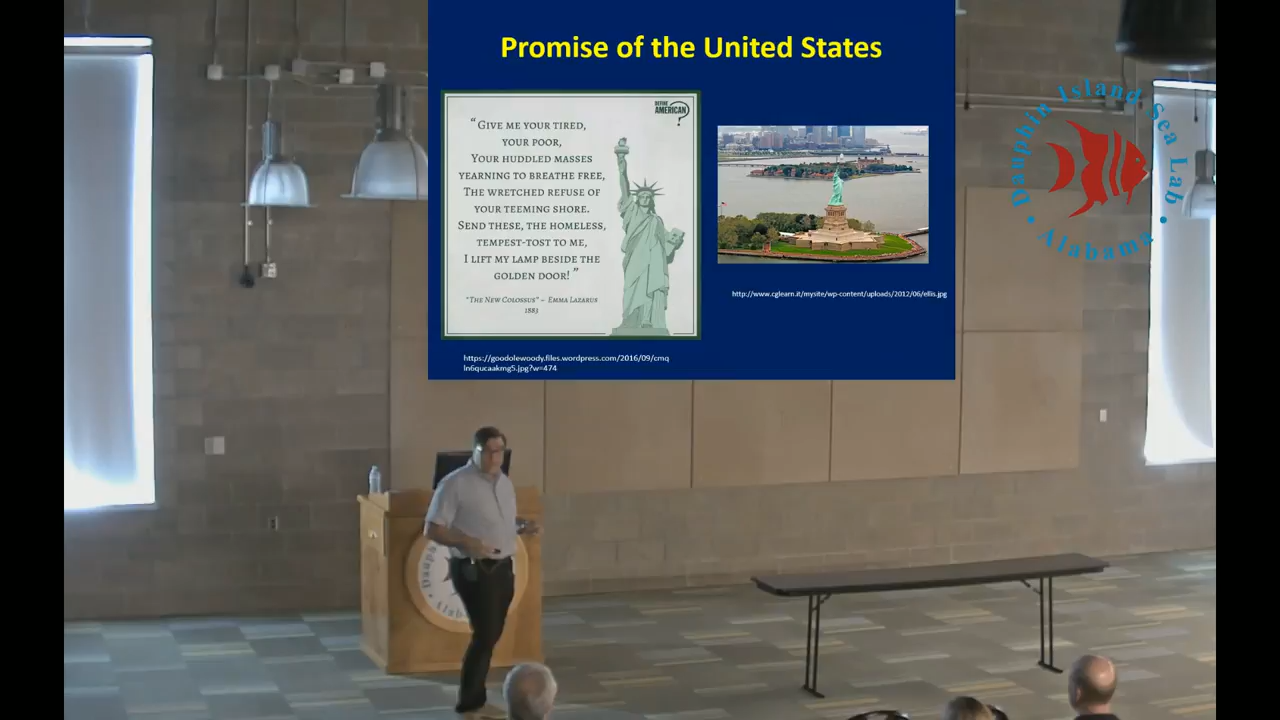 Promise of the United States
DEFINE
AMERICAN
"GIVE ME YOUR TIRED,
YOUR POOR,
YOUR HUDDLED MASSES
YEARNING TO BREATHE FREE,
THE WRETCHED REFUSE OF
YOUR TEEMING SHORE.
SEND THESE, THE HOMELESS,
TEMPEST-TOST TO ME,
I LIFT MY LAMP BESIDE THE
GOLDEN DOOR!"
"THE NEW COLOSSUS" ~ EMMA LAZARUS
1883
http://www.cglearn.it/mysite/wp-content/uploads/2012/06/ellis.jpg
https://goodolewoody.files.wordpress.com/2016/09/cmq
ln6qucaakmg5.jpg?w=474
Dauphin Island Sea Lab
• Alabama •